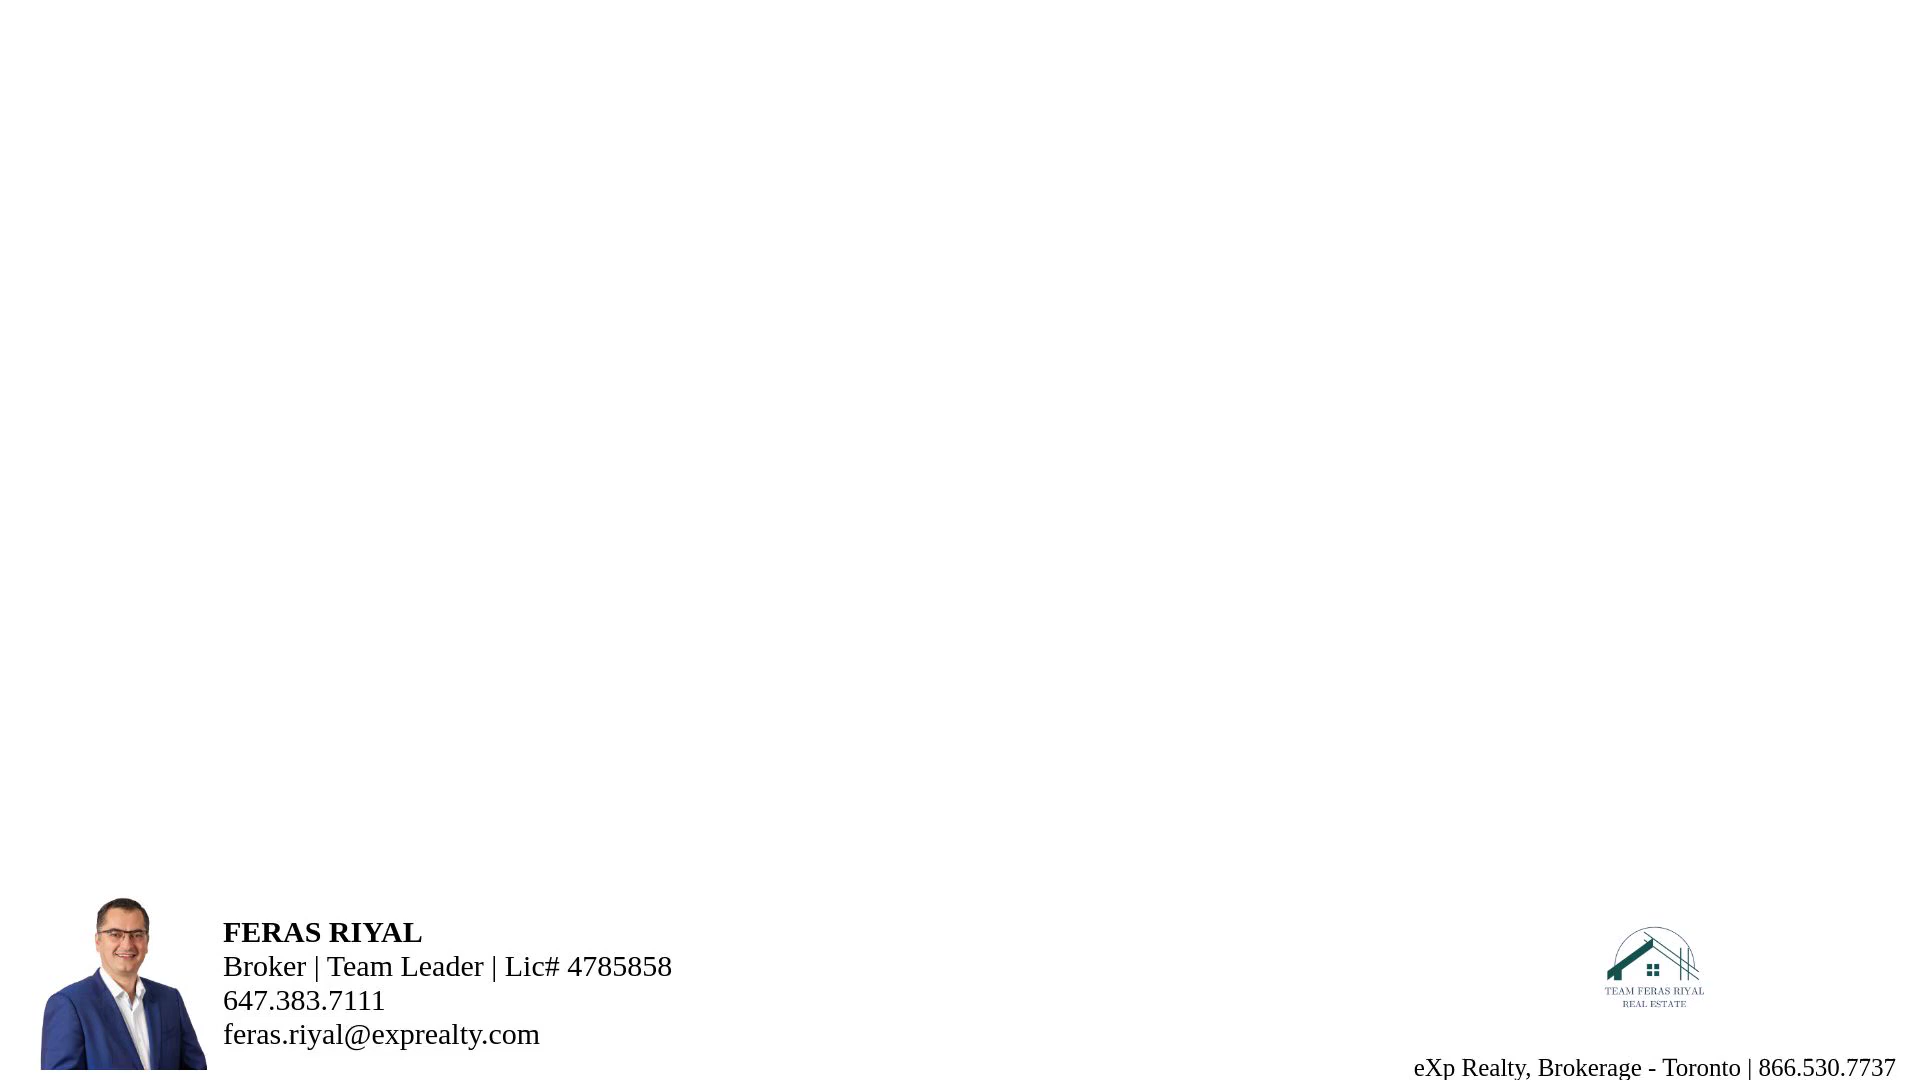 FERAS RIYAL
Broker | Team Leader | Lic# 4785858
647.383.7111
feras.riyal@exprealty.com
TEAM FERAS RIYAL
REAL ESTATE
eXp Realty, Brokerage - Toronto | 866.530.7737